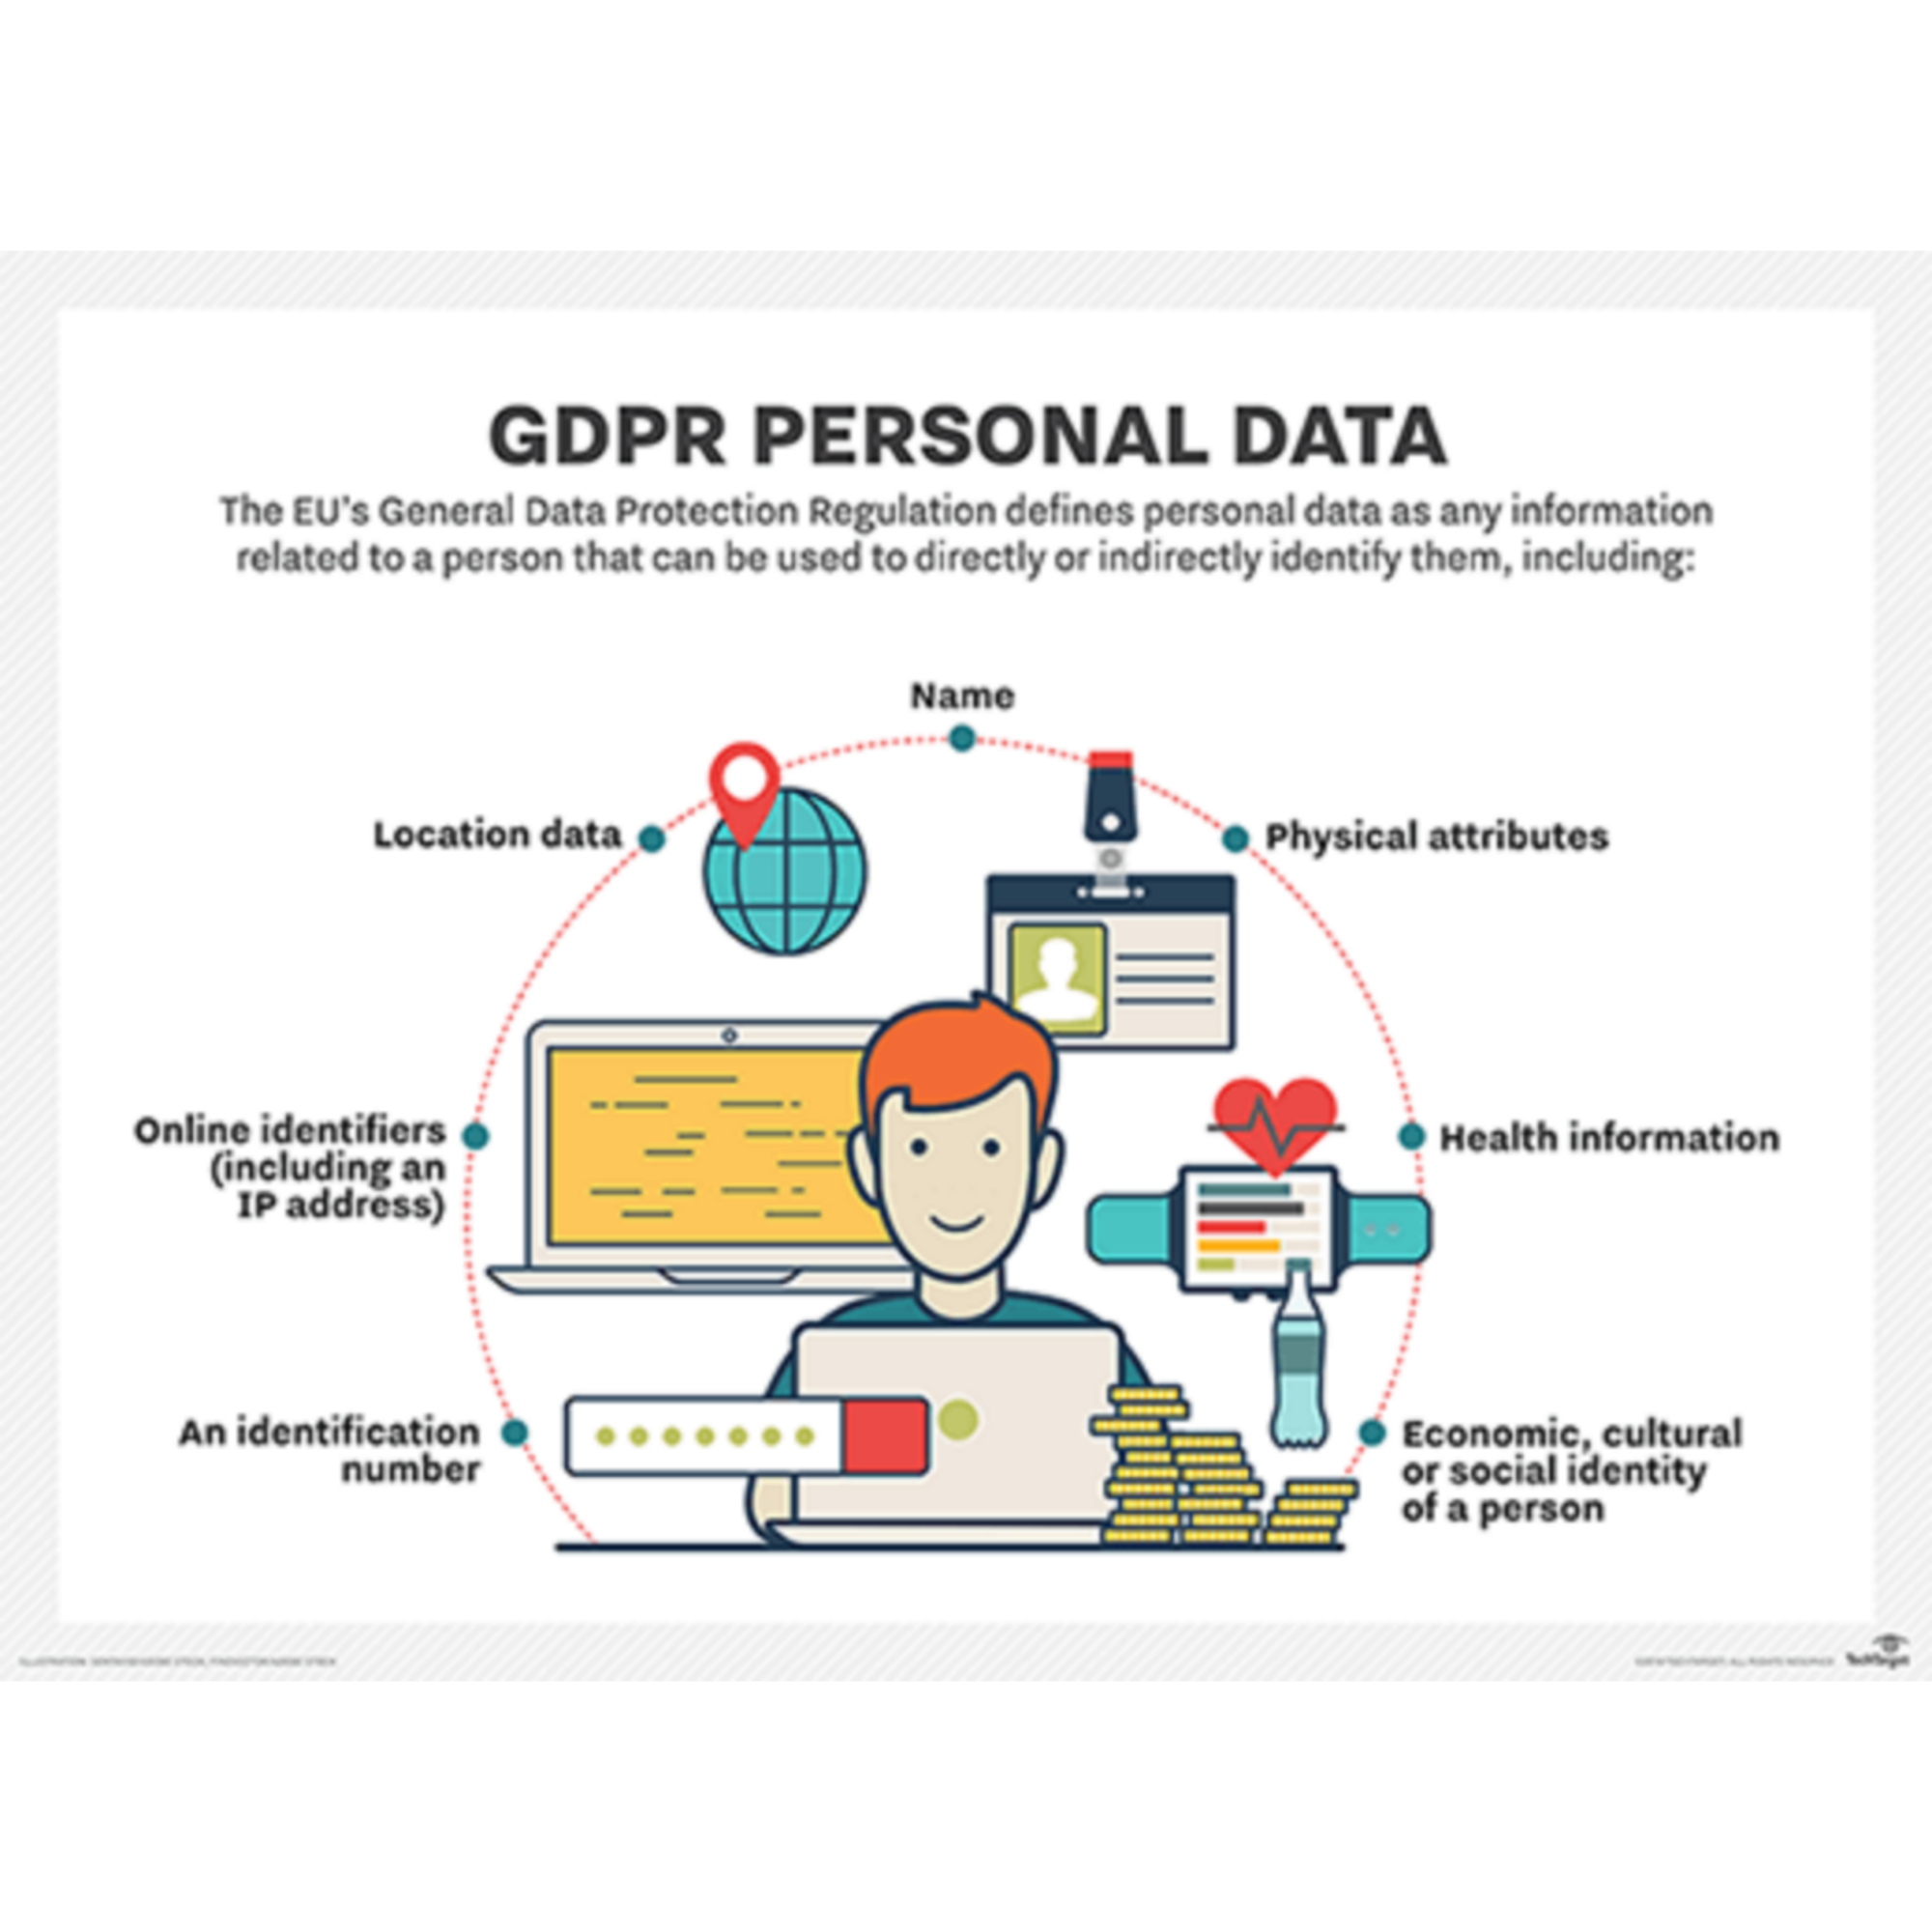 GDPR PERSONAL DATA
The EU's General Data Protection Regulation defines personal data as any information
related to a person that can be used to directly or indirectly identify them, including:
Name
Location data
Physical attributes
Online identifiers
(including an
IP address)
Health information
An identification
number
Economic, cultural
or social identity
of a person
TechTarget